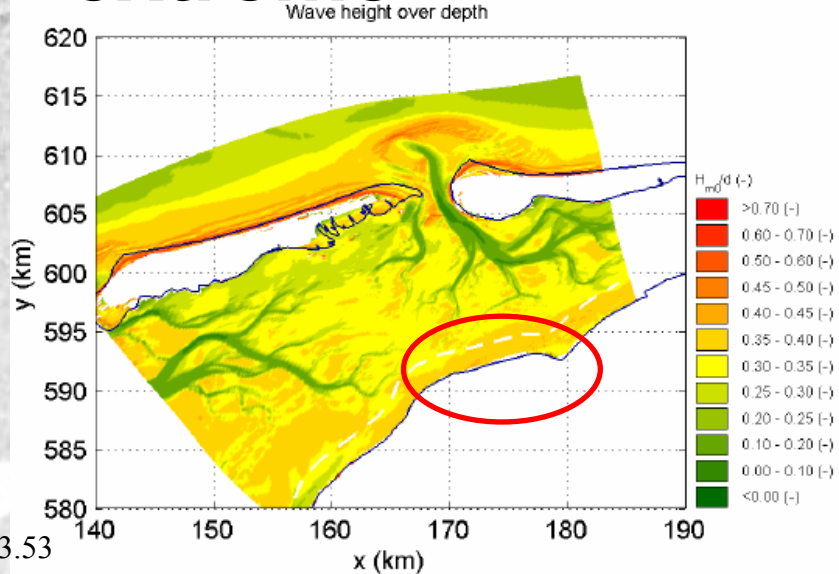 Wave height over depth
620
615
610
605
600
595
590
585
580
y (km)
140 150 160 170 180 190
x (km)
H_m0/d (-)
>0.70 (-)
0.60 - 0.70 (-)
0.50 - 0.60 (-)
0.45 - 0.50 (-)
0.40 - 0.45 (-)
0.35 - 0.40 (-)
0.30 - 0.35 (-)
0.25 - 0.30 (-)
0.20 - 0.25 (-)
0.10 - 0.20 (-)
0.00 - 0.10 (-)
<0.00 (-)
3.53